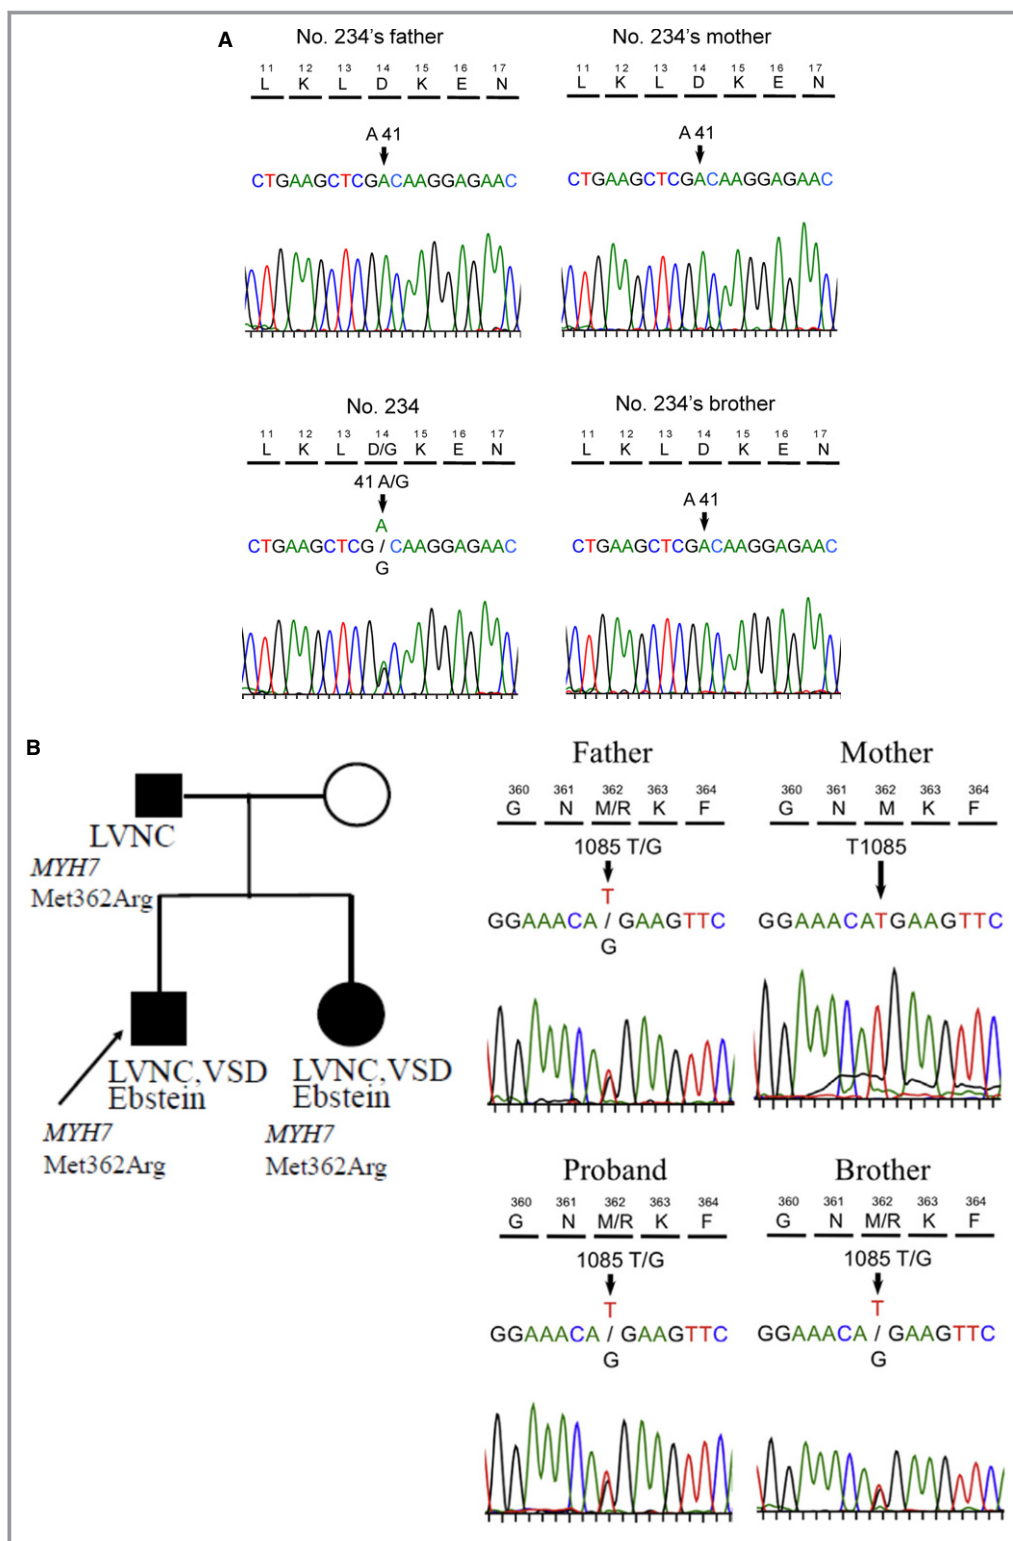 A
No. 234's father
11 12 13 14 15 16 17
L K L D K E N
A 41
CTGAAGCTCGACAAGGAGAAC
No. 234's mother
11 12 13 14 15 16 17
L K L D K E N
A 41
CTGAAGCTCGACAAGGAGAAC
No. 234
11 12 13 14 15 16 17
L K L D/G K E N
41 A/G
A
CTGAAGCTCG / CAAGGAGAAC
G
No. 234's brother
11 12 13 14 15 16 17
L K L D K E N
A 41
CTGAAGCTCGACAAGGAGAAC
B
LVNC
MYH7
Met362Arg
LVNC,VSD
Ebstein
MYH7
Met362Arg
LVNC,VSD
Ebstein
MYH7
Met362Arg
Father
360 361 362 363 364
G N M/R K F
1085 T/G
T
GGAAACA / GAAGTTC
G
Mother
360 361 362 363 364
G N M K F
T1085
GGAAACATGAAGTTC
Proband
360 361 362 363 364
G N M/R K F
1085 T/G
T
GGAAACA / GAAGTTC
G
Brother
360 361 362 363 364
G N M/R K F
1085 T/G
T
GGAAACA / GAAGTTC
G